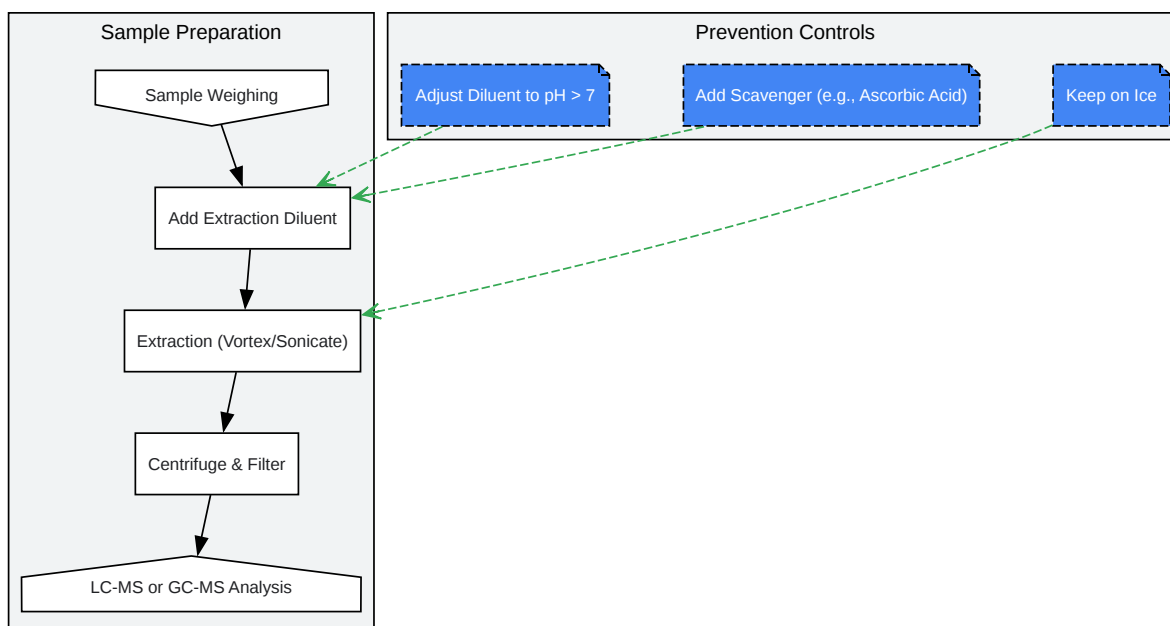 Sample Preparation
Prevention Controls
Sample Weighing
Adjust Diluent to pH > 7
Add Scavenger (e.g., Ascorbic Acid)
Keep on Ice
Add Extraction Diluent
Extraction (Vortex/Sonicate)
Centrifuge & Filter
LC-MS or GC-MS Analysis